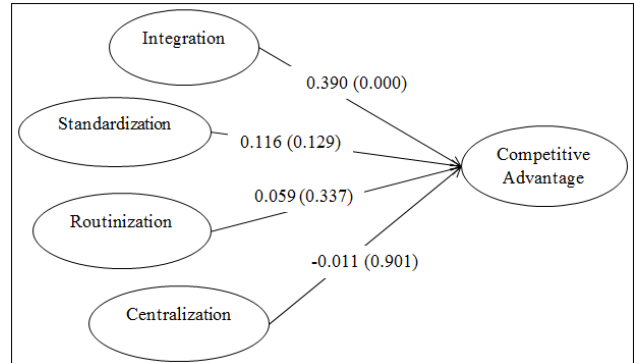 Integration
0.390 (0.000)
Standardization
0.116 (0.129)
Competitive
Advantage
0.059 (0.337)
Routinization
-0.011 (0.901)
Centralization